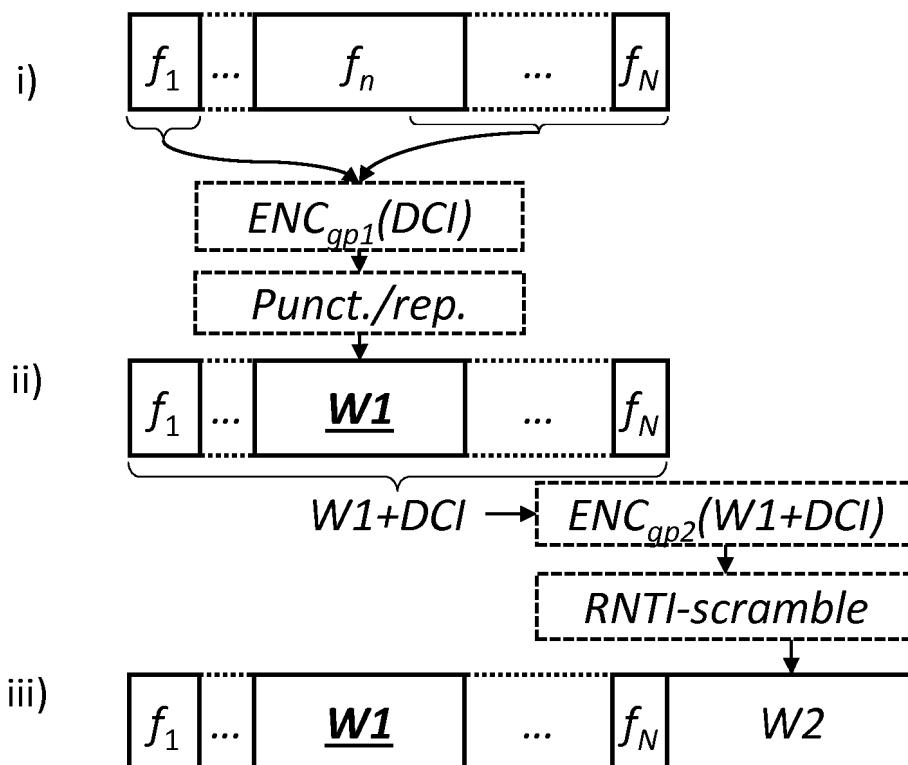 i)
f1 ... fn ... fN
ENCgp1(DCI)
Punct./rep.
ii)
f1 ... W1 ... fN
W1+DCI
ENCgp2(W1+DCI)
RNTI-scramble
iii)
f1 ... W1 ... fN W2